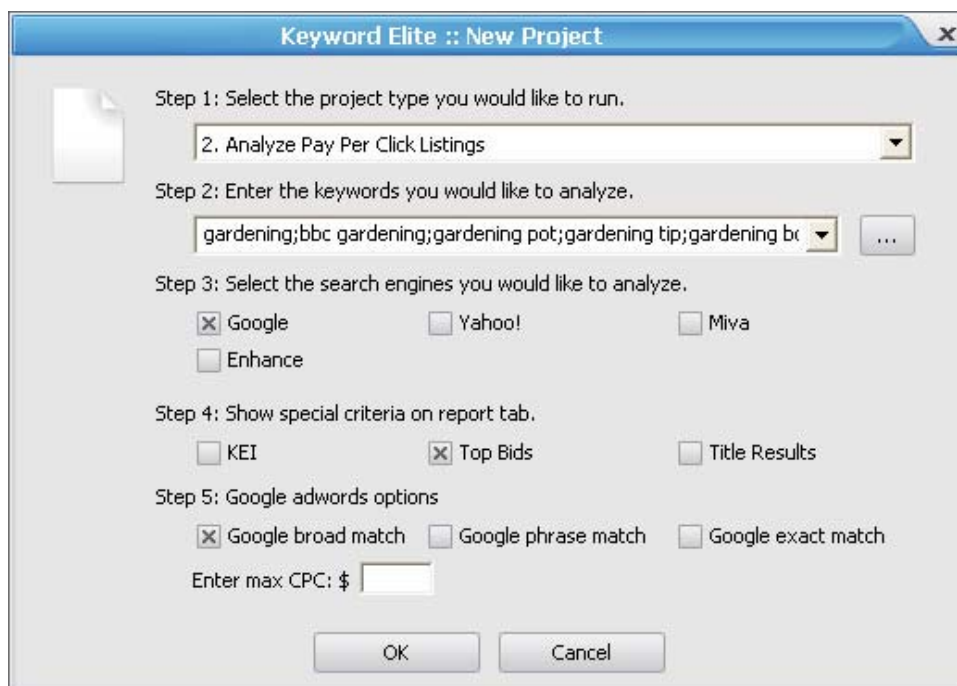 Keyword Elite :: New Project
Step 1: Select the project type you would like to run.
2. Analyze Pay Per Click Listings
Step 2: Enter the keywords you would like to analyze.
gardening;bbc gardening;gardening pot;gardening tip;gardening
...
Step 3: Select the search engines you would like to analyze.
Google Yahoo! Miva
Enhance
Step 4: Show special criteria on report tab.
KEI Top Bids Title Results
Step 5: Google adwords options
Google broad match Google phrase match Google exact match
Enter max CPC: $
OK Cancel